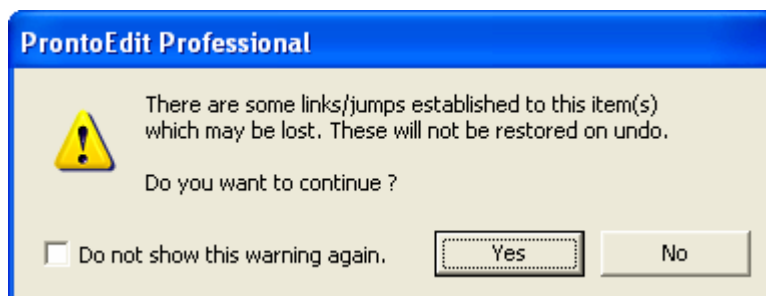 ProntoEdit Professional
There are some links/jumps established to this item(s)
which may be lost. These will not be restored on undo.
Do you want to continue ?
Do not show this warning again.
Yes
No